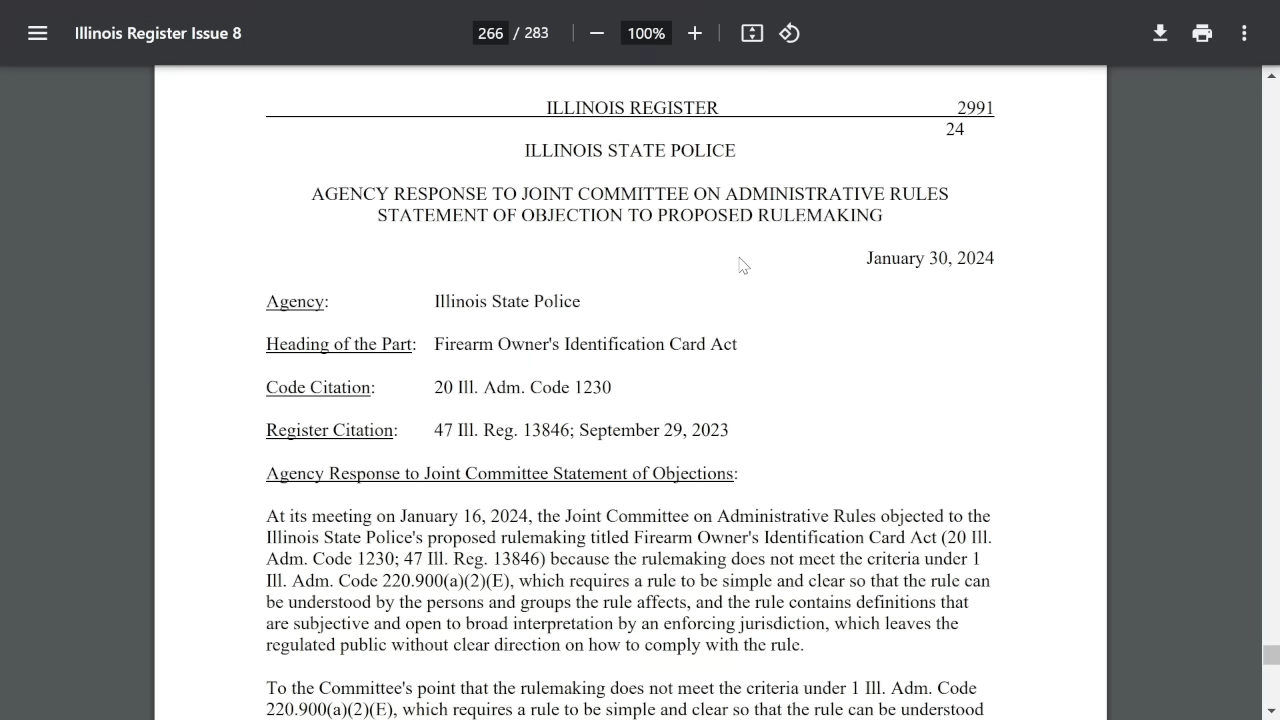 Illinois Register Issue 8
266 / 283
100%
ILLINOIS REGISTER 2991
24
ILLINOIS STATE POLICE
AGENCY RESPONSE TO JOINT COMMITTEE ON ADMINISTRATIVE RULES
STATEMENT OF OBJECTION TO PROPOSED RULEMAKING
January 30, 2024
Agency: Illinois State Police
Heading of the Part: Firearm Owner's Identification Card Act
Code Citation: 20 Ill. Adm. Code 1230
Register Citation: 47 Ill. Reg. 13846; September 29, 2023
Agency Response to Joint Committee Statement of Objections:
At its meeting on January 16, 2024, the Joint Committee on Administrative Rules objected to the
Illinois State Police's proposed rulemaking titled Firearm Owner's Identification Card Act (20 Ill.
Adm. Code 1230; 47 Ill. Reg. 13846) because the rulemaking does not meet the criteria under 1
Ill. Adm. Code 220.900(a)(2)(E), which requires a rule to be simple and clear so that the rule can
be understood by the persons and groups the rule affects, and the rule contains definitions that
are subjective and open to broad interpretation by an enforcing jurisdiction, which leaves the
regulated public without clear direction on how to comply with the rule.
To the Committee's point that the rulemaking does not meet the criteria under 1 Ill. Adm. Code
220.900(a)(2)(E), which requires a rule to be simple and clear so that the rule can be understood